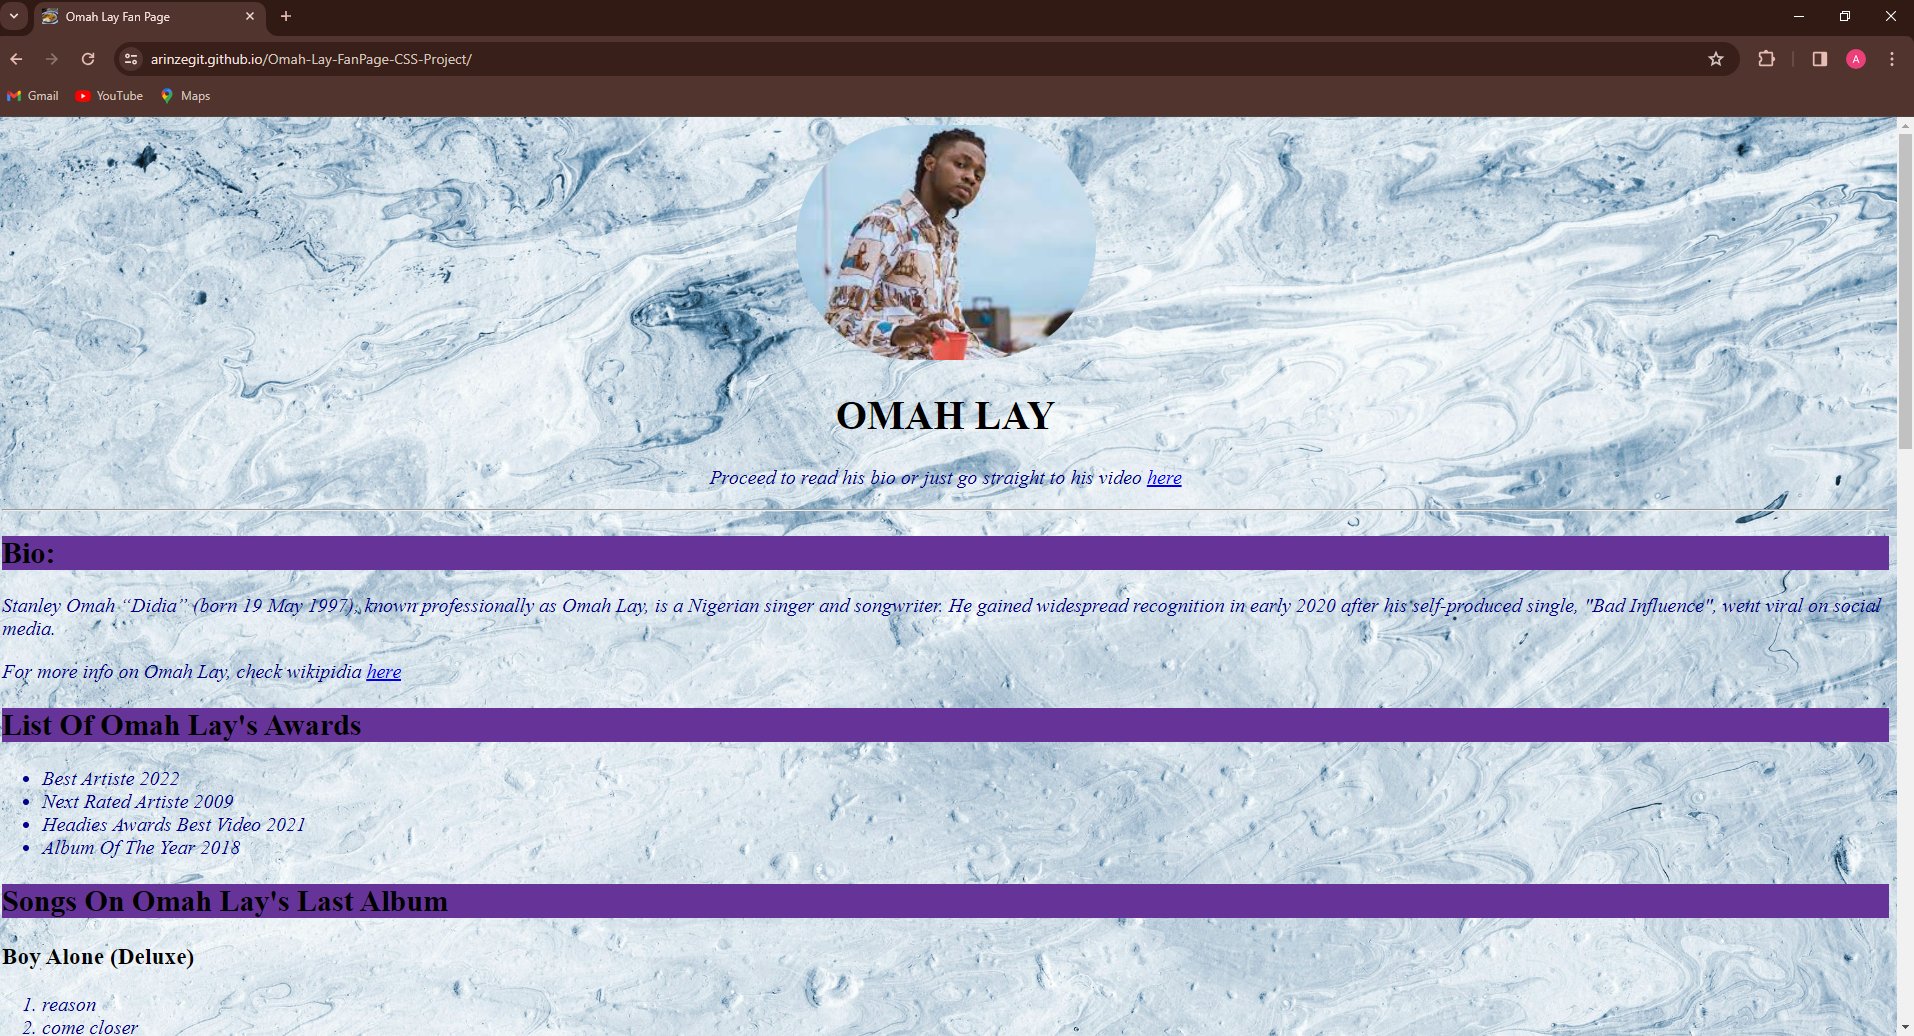 Omah Lay Fan Page
arinzegit.github.io/Omah-Lay-FanPage-CSS-Project/
A
Gmail YouTube Maps
OMAH LAY
Proceed to read his bio or just go straight to his video here
Bio:
Stanley Omah “Didia” (born 19 May 1997), known professionally as Omah Lay, is a Nigerian singer and songwriter. He gained widespread recognition in early 2020 after his self-produced single, "Bad Influence", went viral on social
media.
For more info on Omah Lay, check wikipidia here
List Of Omah Lay's Awards
• Best Artiste 2022
• Next Rated Artiste 2009
• Headies Awards Best Video 2021
• Album Of The Year 2018
Songs On Omah Lay's Last Album
Boy Alone (Deluxe)
1. reason
2. come closer